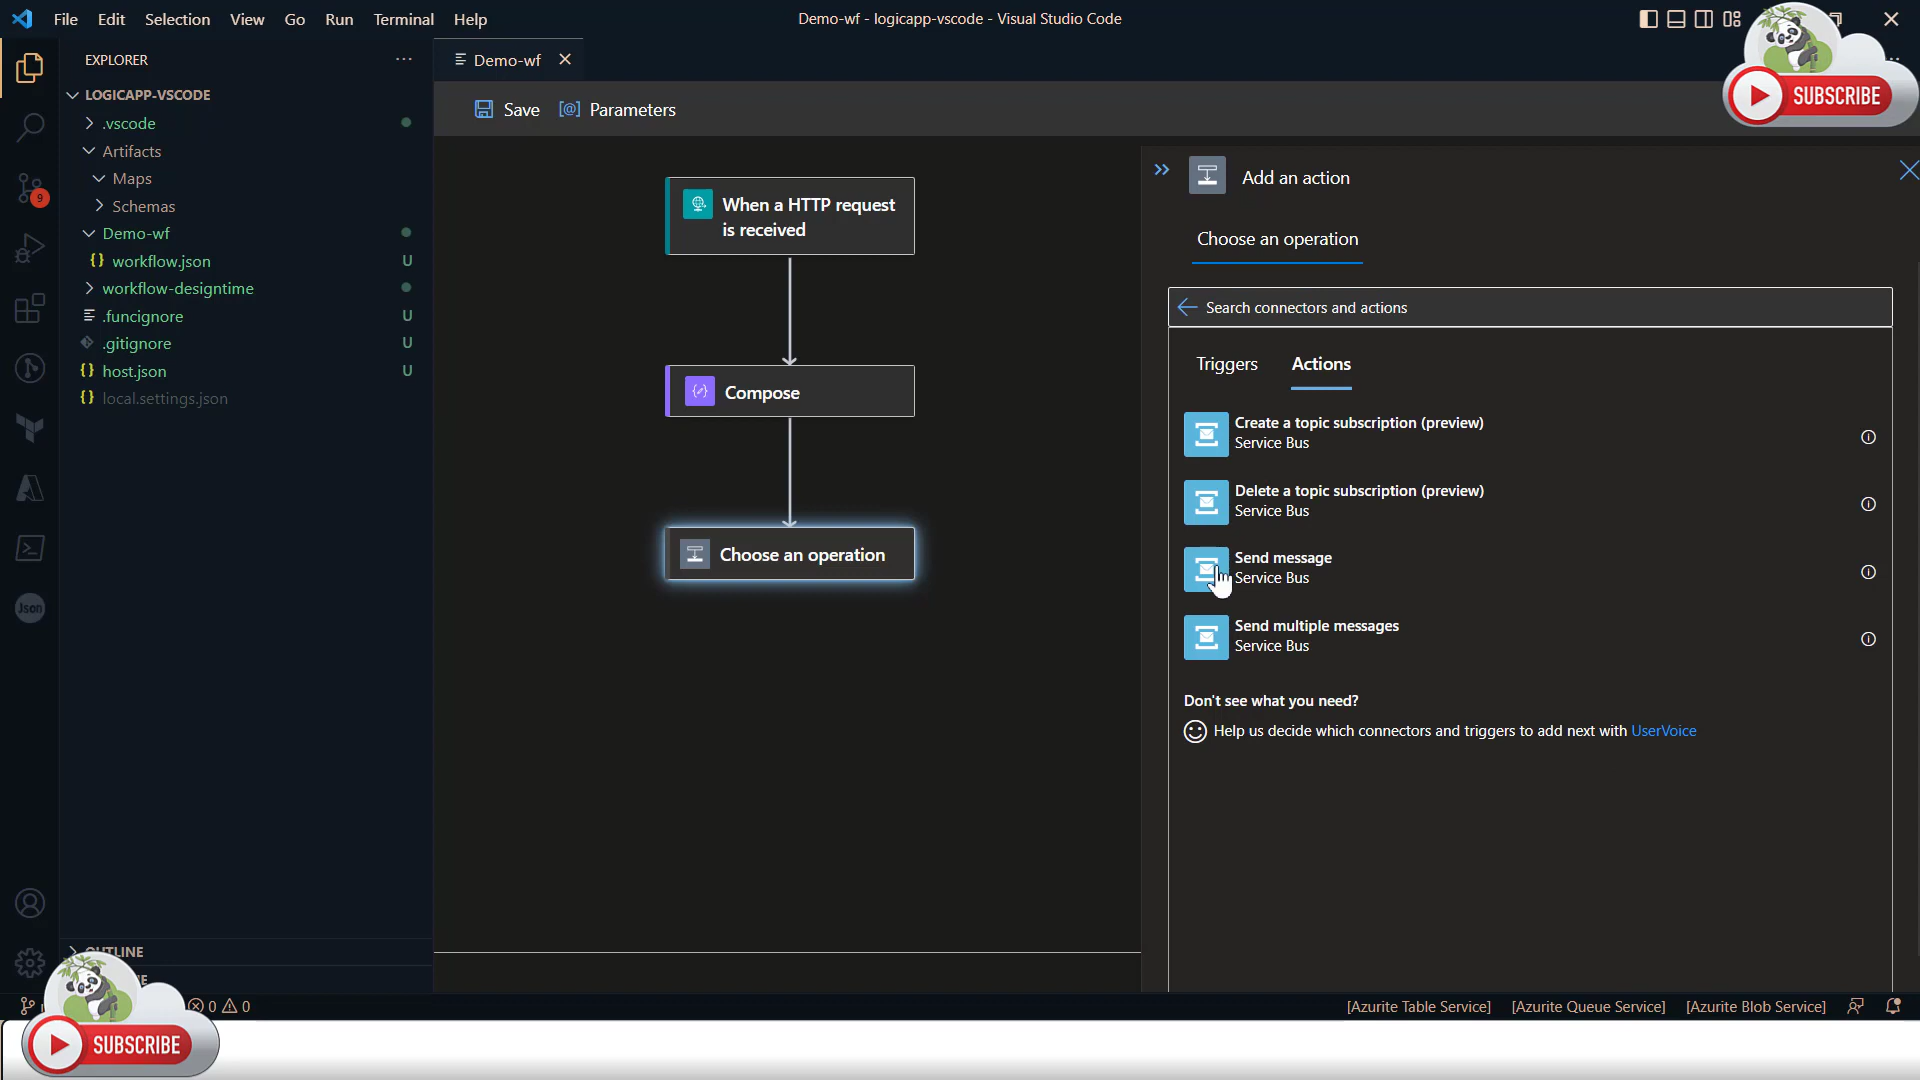 File Edit Selection View Go Run Terminal Help
Demo-wf - logicapp-vscode - Visual Studio Code
EXPLORER
LOGICAPP-VSCODE
.vscode
Artifacts
Maps
Schemas
Demo-wf
{} workflow.json U
workflow-designtime
.funcignore U
.gitignore U
{} host.json U
{} local.settings.json
OUTLINE
9
Json
Demo-wf
Save [@] Parameters
When a HTTP request
is received
Compose
Choose an operation
Add an action
Choose an operation
Search connectors and actions
Triggers Actions
Create a topic subscription (preview)
Service Bus
Delete a topic subscription (preview)
Service Bus
Send message
Service Bus
Send multiple messages
Service Bus
Don't see what you need?
Help us decide which connectors and triggers to add next with UserVoice
SUBSCRIBE
0 0
[Azurite Table Service] [Azurite Queue Service] [Azurite Blob Service]
SUBSCRIBE